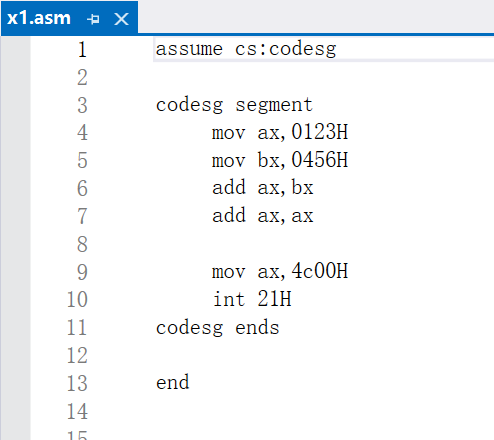 x1.asm
1 assume cs:codesg
2
3 codesg segment
4 mov ax,0123H
5 mov bx,0456H
6 add ax,bx
7 add ax,ax
8
9 mov ax,4c00H
10 int 21H
11 codesg ends
12
13 end
14
15